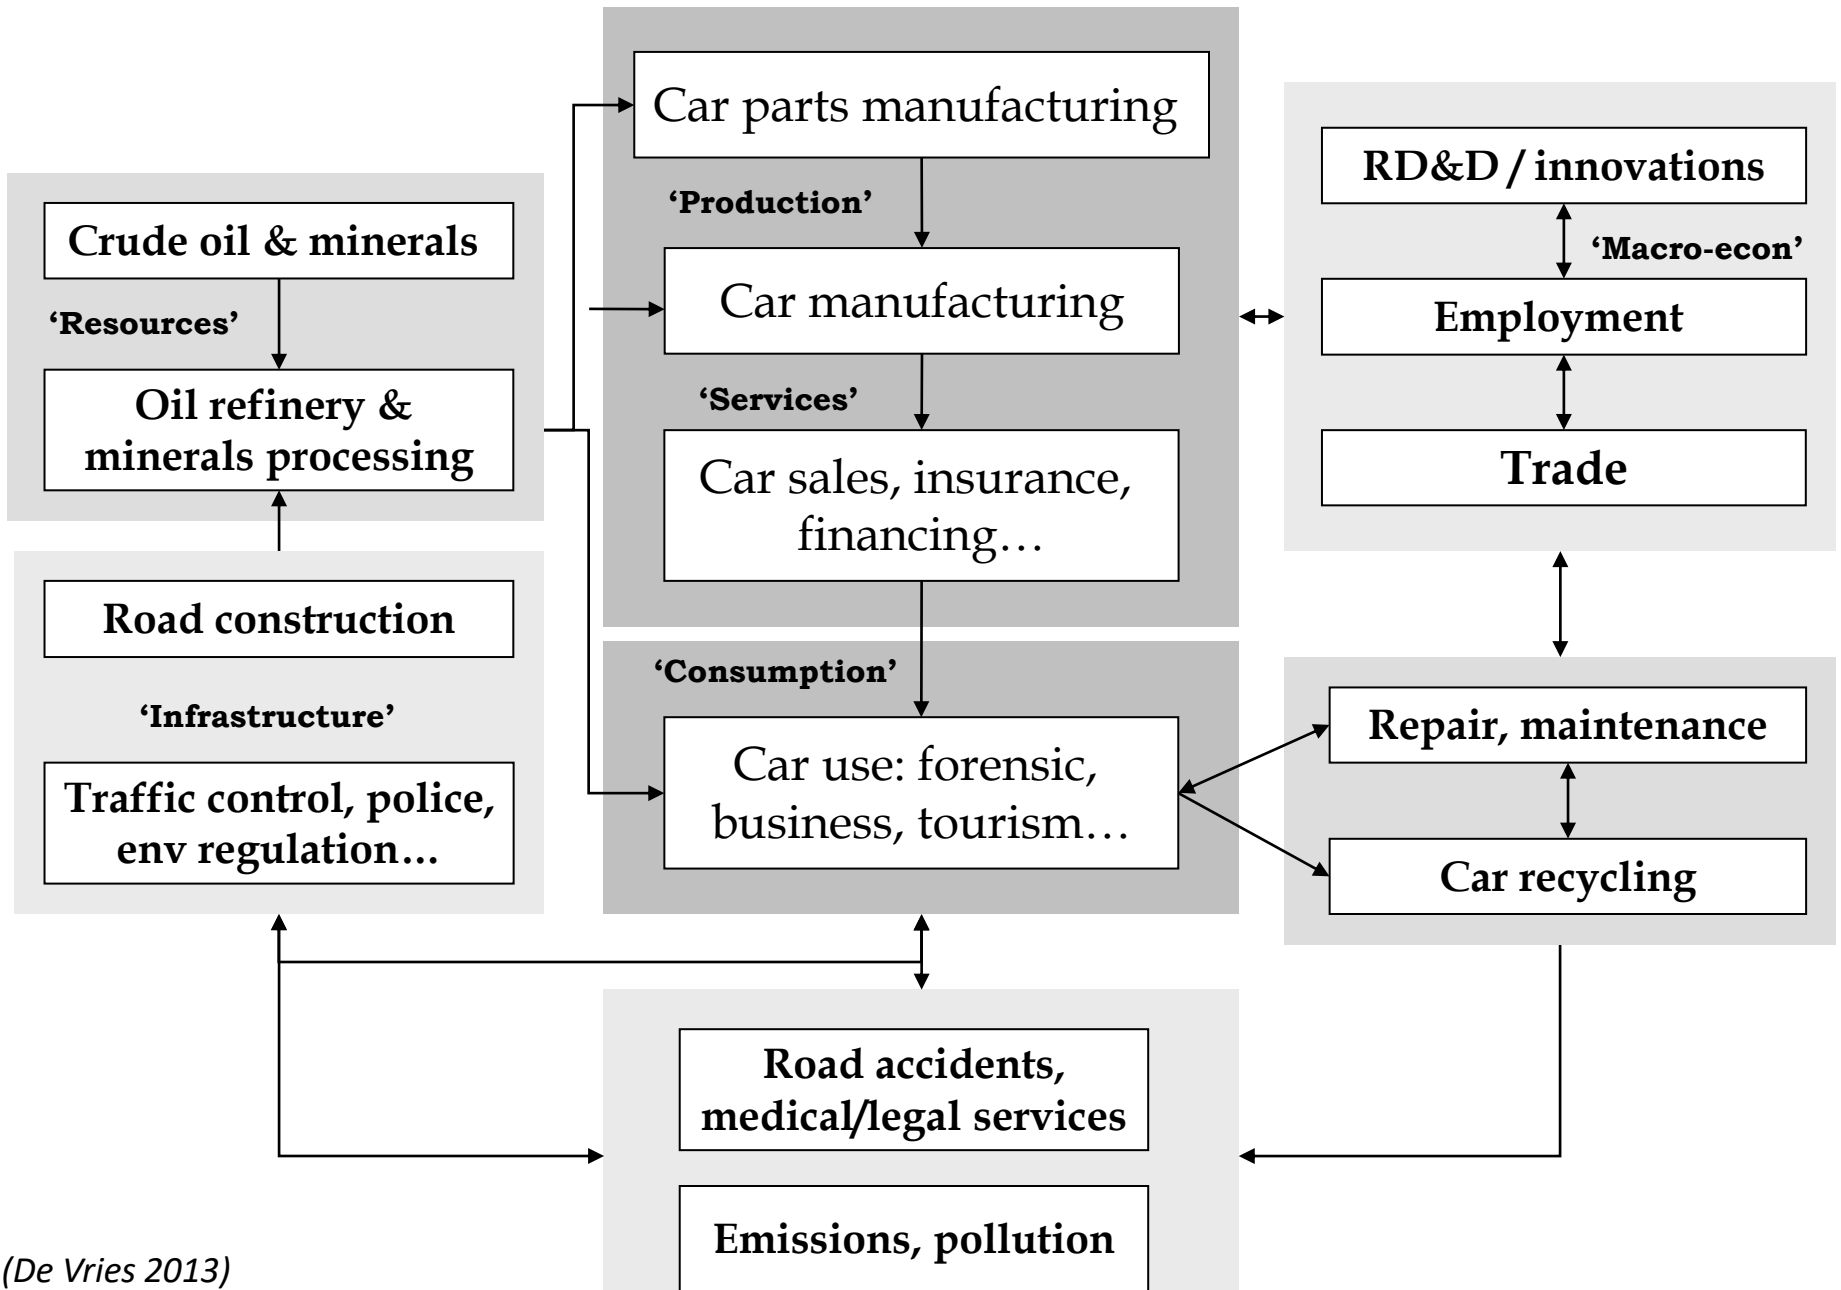 Car parts manufacturing
‘Production’
Car manufacturing
‘Services’
Car sales, insurance,
financing…
‘Consumption’
Car use: forensic,
business, tourism…
Crude oil & minerals
‘Resources’
Oil refinery &
minerals processing
Road construction
‘Infrastructure’
Traffic control, police,
env regulation…
RD&D / innovations
‘Macro-econ’
Employment
Trade
Repair, maintenance
Car recycling
Road accidents,
medical/legal services
Emissions, pollution
(De Vries 2013)